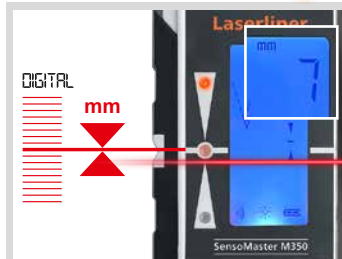 Laserliner
mm
7
DIGITAL
mm
SensoMaster M350